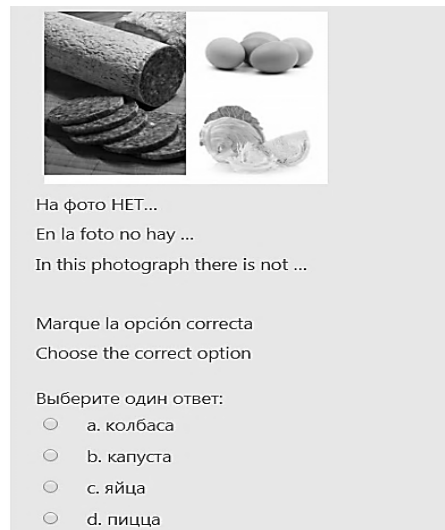 На фото НЕТ...
En la foto no hay ...
In this photograph there is not ...
Marque la opción correcta
Choose the correct option
Выберите один ответ:
a. колбаса
b. капуста
c. яйца
d. пицца